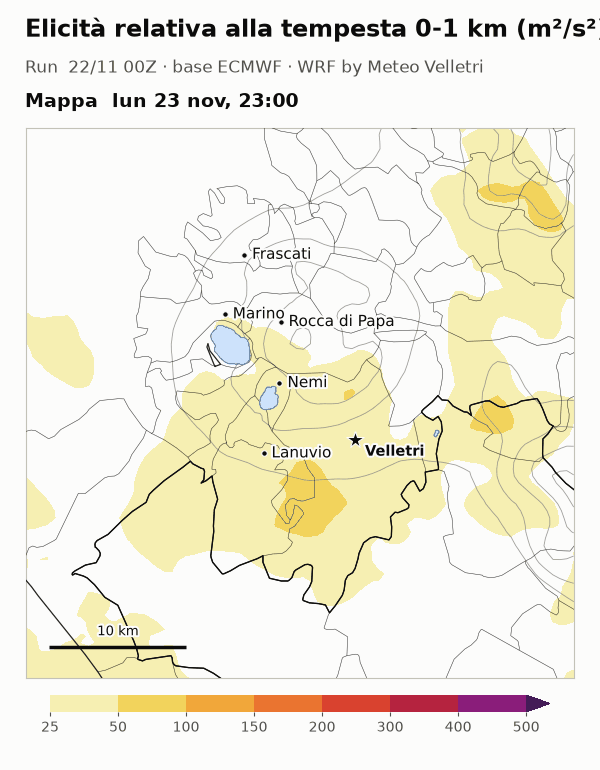 Elicità relativa alla tempesta 0-1 km (m²/s²)
Run  22/11 00Z · base ECMWF · WRF by Meteo Velletri
Mappa  lun 23 nov, 23:00
Frascati
Marino
Rocca di Papa
Nemi
Velletri
Lanuvio
10 km
25 50 100 150 200 300 400 500